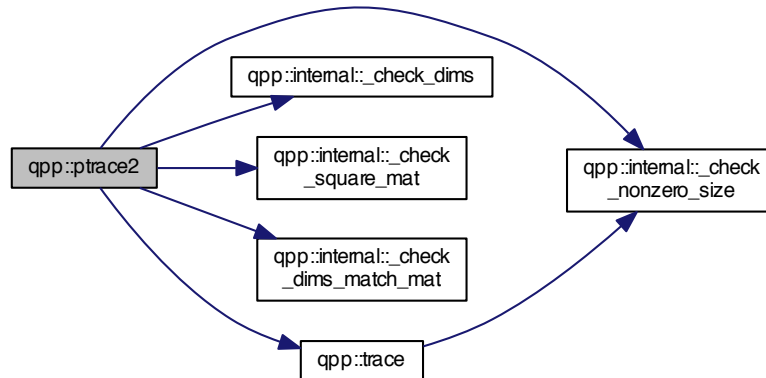 qpp::internal::_check_dims
qpp::ptrace2
qpp::internal::_check
_square_mat
qpp::internal::_check
_nonzero_size
qpp::internal::_check
_dims_match_mat
qpp::trace